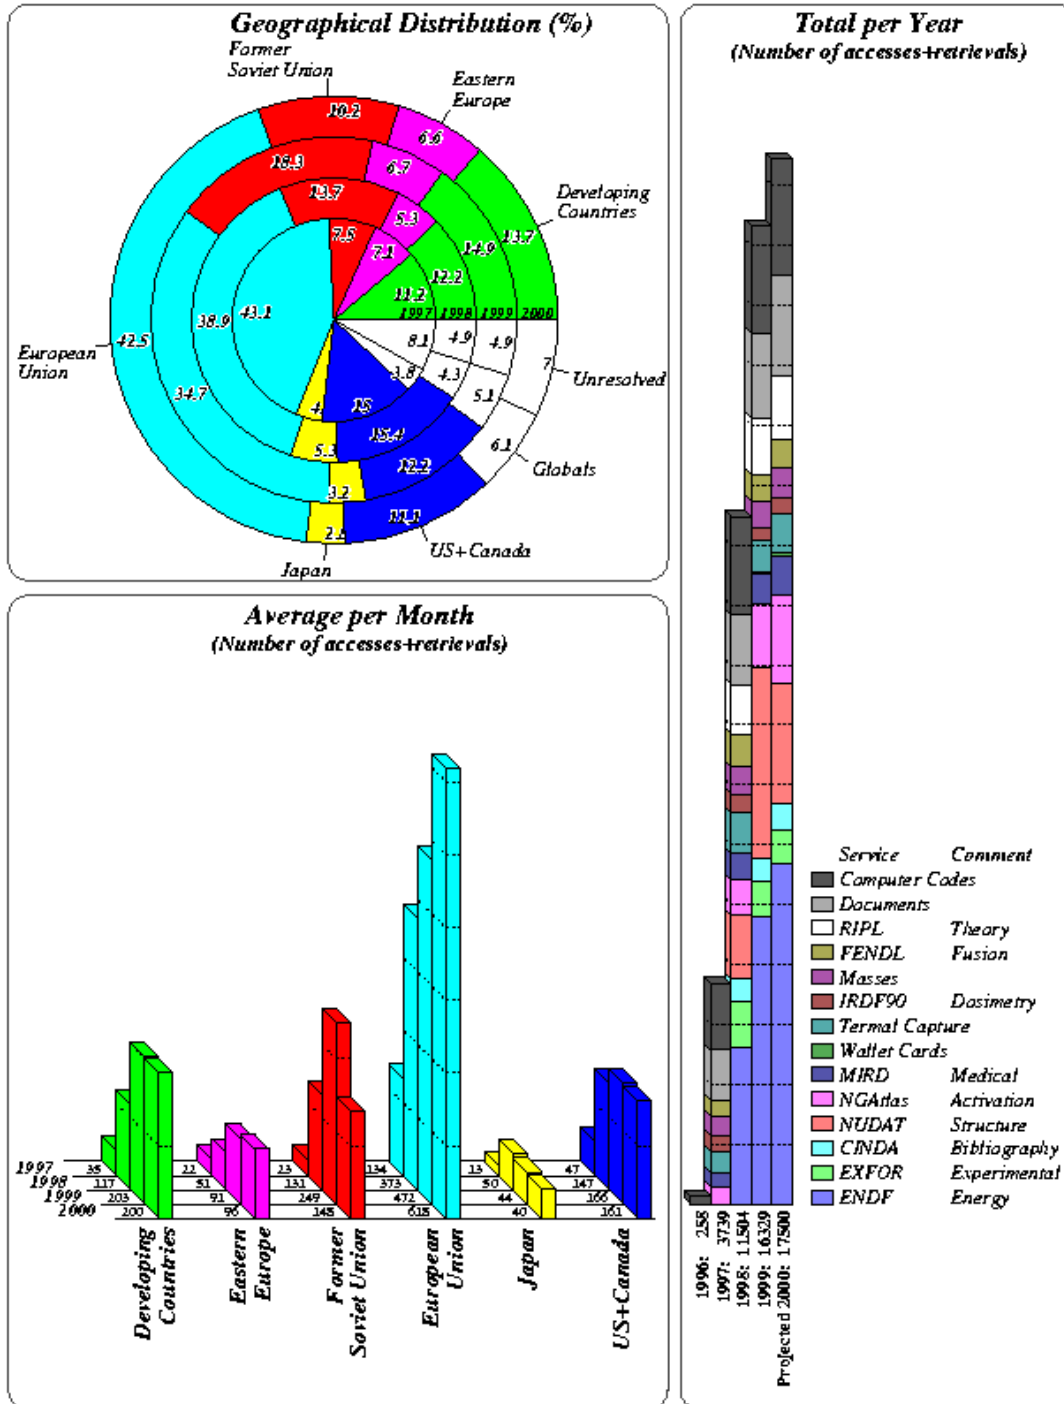 Geographical Distribution (%)
Former
Soviet Union
Eastern
Europe
10.2
6.6
18.3
6.7
Developing
Countries
13.7
5.3
7.5
7.1
14.9
13.7
12.2
11.2
1997
1998
1999
2000
43.1
38.9
42.5
34.7
European
Union
8.1
4.9
4.9
7
3.8
4.3
5.1
6.1
Unresolved
Globals
15
15.4
12.2
11.1
US+Canada
5.3
3.2
Japan
Average per Month
(Number of accesses+retrievals)
1997
35
22
23
134
13
47
1998
117
51
131
373
50
147
1999
203
91
249
472
44
166
2000
200
96
148
618
40
161
Developing
Countries
Eastern
Europe
Former
Soviet Union
European
Union
Japan
US+Canada
Total per Year
(Number of accesses+retrievals)
Service Comment
Computer Codes
Documents
RIPL Theory
FENDL Fusion
Masses
IRDF90 Dosimetry
Termal Capture
Wallet Cards
MIRD Medical
NGAtlas Activation
NUDAT Structure
CINDA Bibliography
EXFOR Experimental
ENDF Energy
1996: 258
1997: 3739
1998: 11504
1999: 16329
Projected 2000: 17500